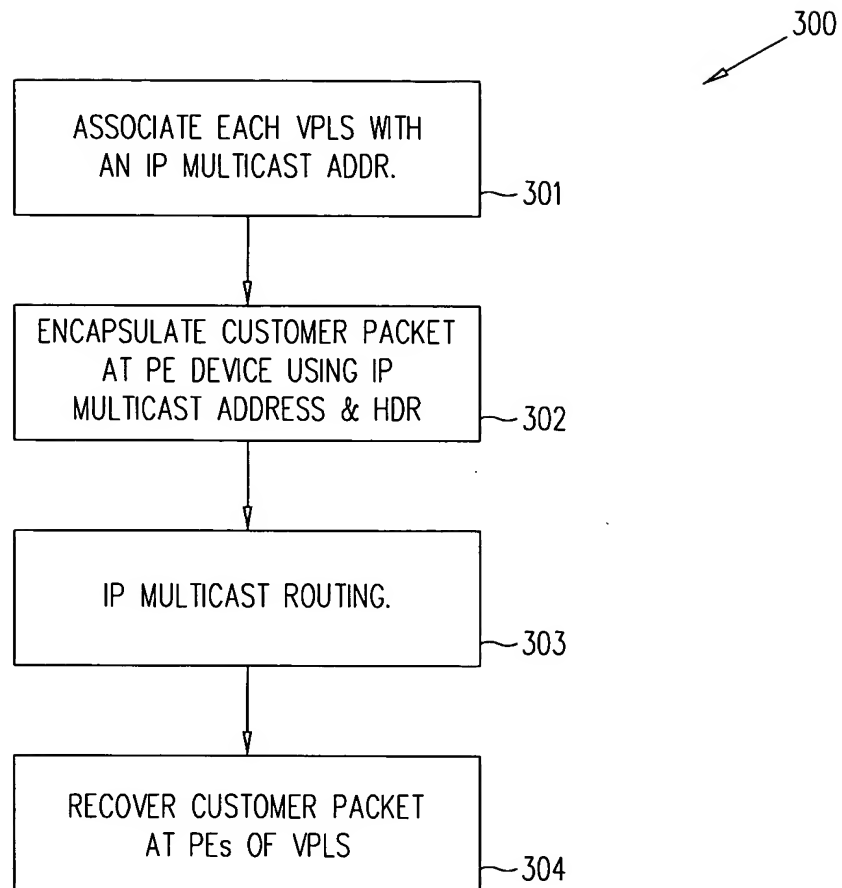 300
ASSOCIATE EACH VPLS WITH
AN IP MULTICAST ADDR.
301
ENCAPSULATE CUSTOMER PACKET
AT PE DEVICE USING IP
MULTICAST ADDRESS & HDR
302
IP MULTICAST ROUTING.
303
RECOVER CUSTOMER PACKET
AT PEs OF VPLS
304